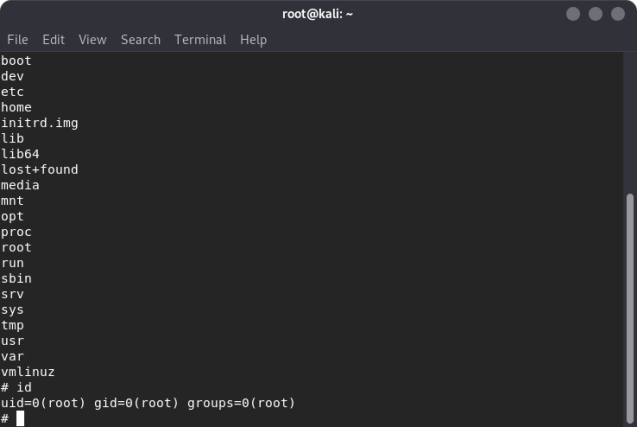 root@kali: ~
File Edit View Search Terminal Help
boot
dev
etc
home
initrd.img
lib
lib64
lost+found
media
mnt
opt
proc
root
run
sbin
srv
sys
tmp
usr
var
vmlinuz
# id
uid=0(root) gid=0(root) groups=0(root)
#